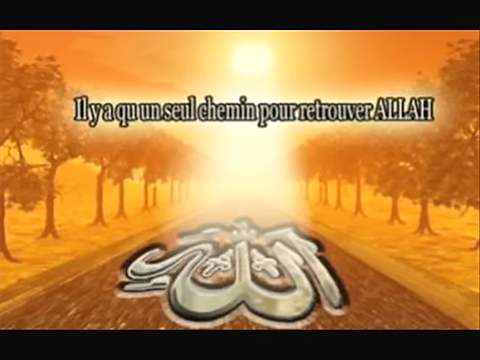 Il y a qu un seul chemin pour retrouver ALLAH
الله